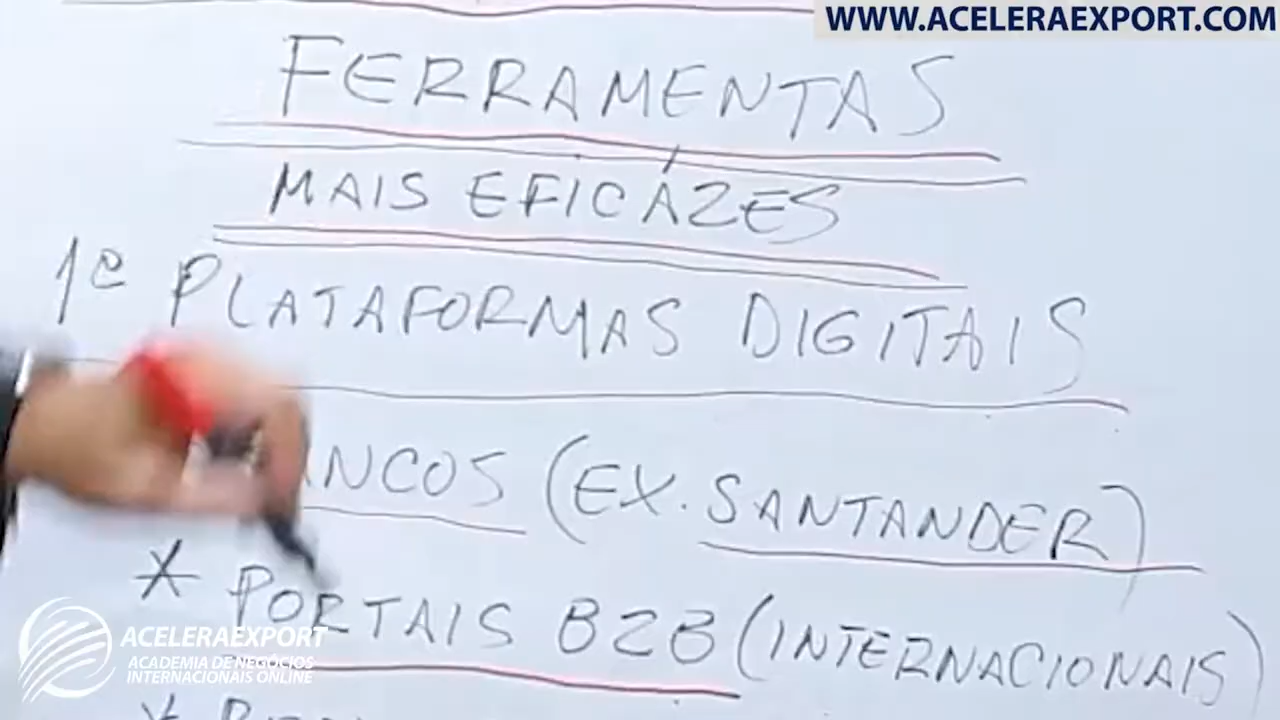 WWW.ACELERAEXPORT.COM
FERRAMENTAS
MAIS EFICÁZES
1º PLATAFORMAS DIGITAIS
(EX. SANTANDER)
* PORTAIS B2B (INTERNACIONAIS)
ACELERAEXPORT
ACADEMIA DE NEGÓCIOS
INTERNACIONAIS ONLINE